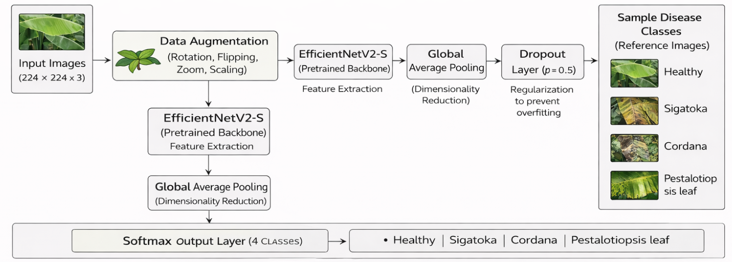 Input Images
(224 × 224 x 3)
Data Augmentation
(Rotation, Flipping,
Zoom, Scaling)
EfficientNetV2-S
(Pretrained Backbone)
Feature Extraction
Global
Average Pooling
(Dimensionality
Reduction)
Dropout
Layer (p = 0.5)
Regularization
to prevent
overfitting
Sample Disease
Classes
(Reference Images)
Healthy
Sigatoka
Cordana
Pestalotiop
sis leaf
EfficientNetV2-S
(Pretrained Backbone)
Feature Extraction
Global Average Pooling
(Dimensionality Reduction)
Softmax Output Layer (4 CLASSES)
• Healthy | Sigatoka | Cordana | Pestalotiopsis leaf